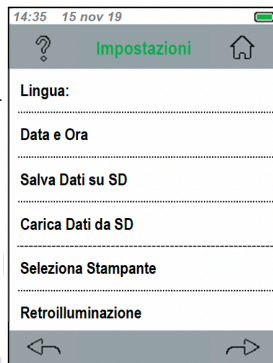 14:35 15 nov 19
? Impostazioni
Lingua:
Data e Ora
Salva Dati su SD
Carica Dati da SD
Seleziona Stampante
Retroilluminazione